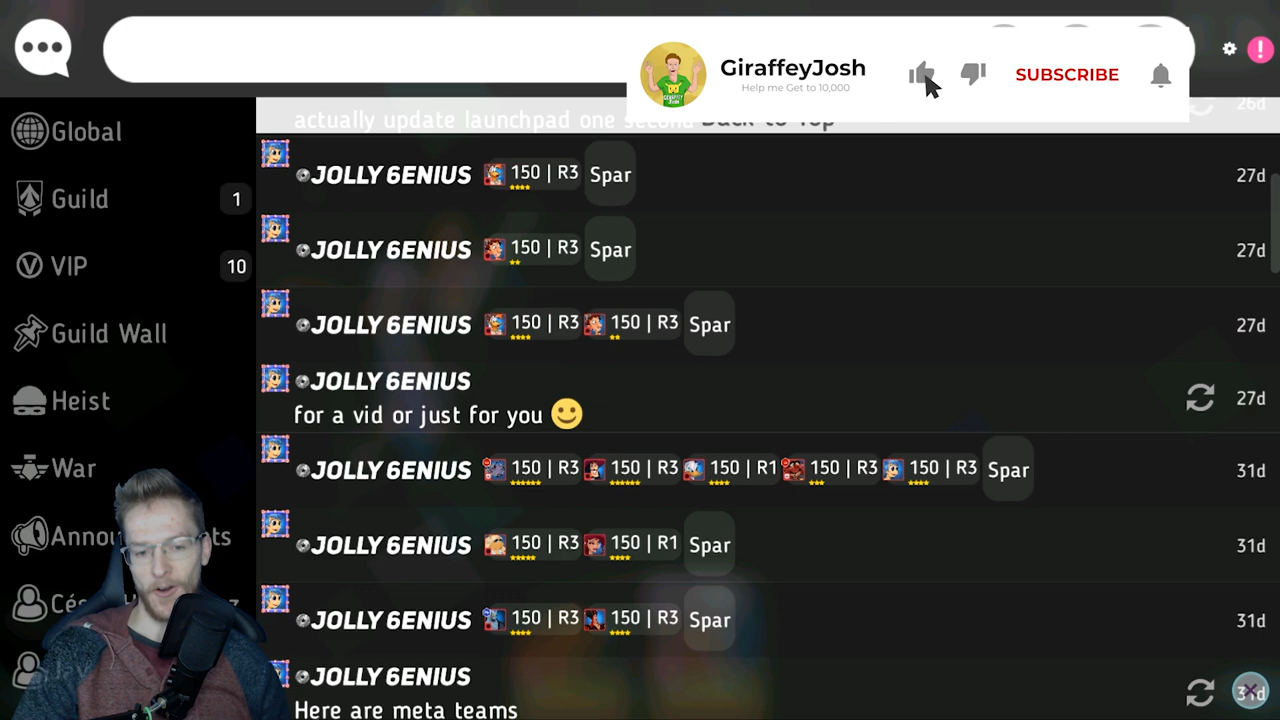 GiraffeyJosh
Help me Get to 10,000
SUBSCRIBE
!
26d
actually update launchpad one second Back to Top
Global
Guild 1
VIP 10
Guild Wall
Heist
War
JOLLY 6ENIUS 150 | R3 Spar 27d
JOLLY 6ENIUS 150 | R3 Spar 27d
JOLLY 6ENIUS 150 | R3 150 | R3 Spar 27d
JOLLY 6ENIUS
for a vid or just for you 27d
JOLLY 6ENIUS 150 | R3 150 | R3 150 | R1 150 | R3 150 | R3 Spar 31d
JOLLY 6ENIUS 150 | R3 150 | R1 Spar 31d
JOLLY 6ENIUS 150 | R3 150 | R3 Spar 31d
JOLLY 6ENIUS
Here are meta teams 31d